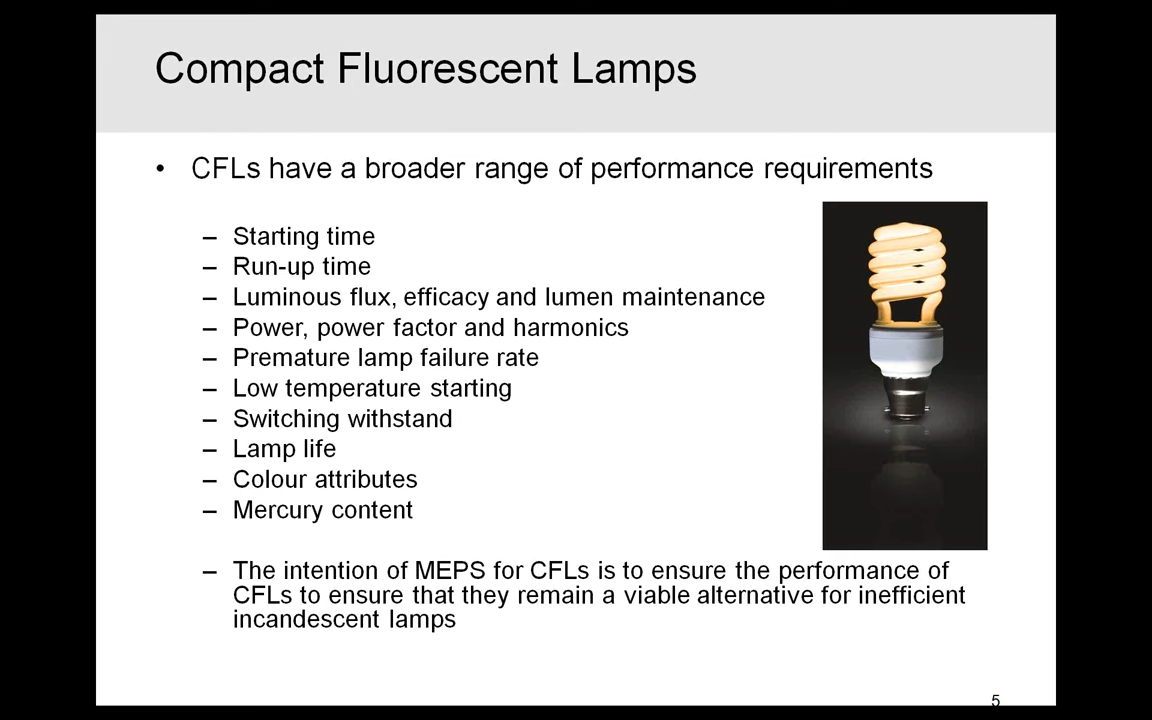 Compact Fluorescent Lamps
• CFLs have a broader range of performance requirements
– Starting time
– Run-up time
– Luminous flux, efficacy and lumen maintenance
– Power, power factor and harmonics
– Premature lamp failure rate
– Low temperature starting
– Switching withstand
– Lamp life
– Colour attributes
– Mercury content
– The intention of MEPS for CFLs is to ensure the performance of
CFLs to ensure that they remain a viable alternative for inefficient
incandescent lamps
5